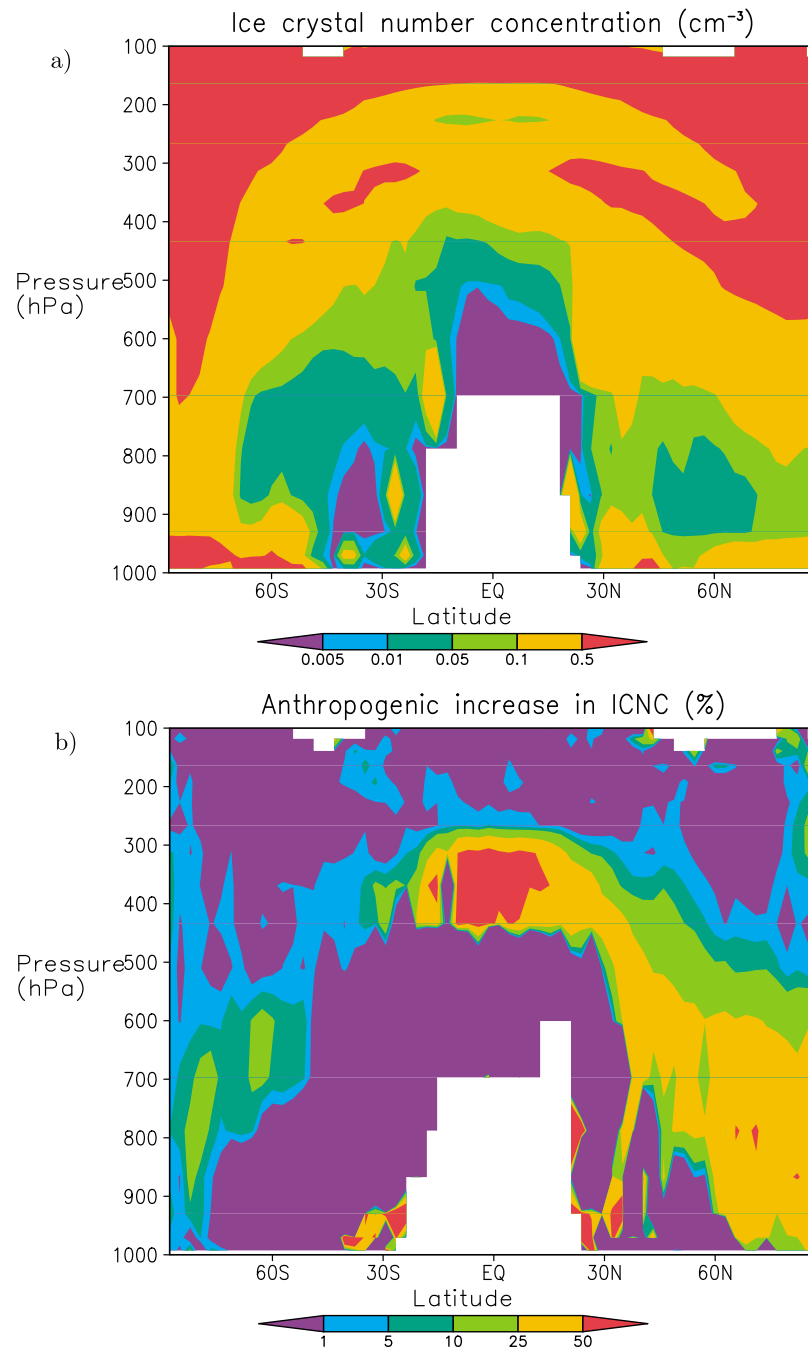 Ice crystal number concentration (cm⁻³)
a)
100
200
300
400
Pressure
(hPa)
500
600
700
800
900
1000
60S 30S EQ 30N 60N
Latitude
0.005 0.01 0.05 0.1 0.5
Anthropogenic increase in ICNC (%)
b)
100
200
300
400
Pressure
(hPa)
500
600
700
800
900
1000
60S 30S EQ 30N 60N
Latitude
1 5 10 25 50